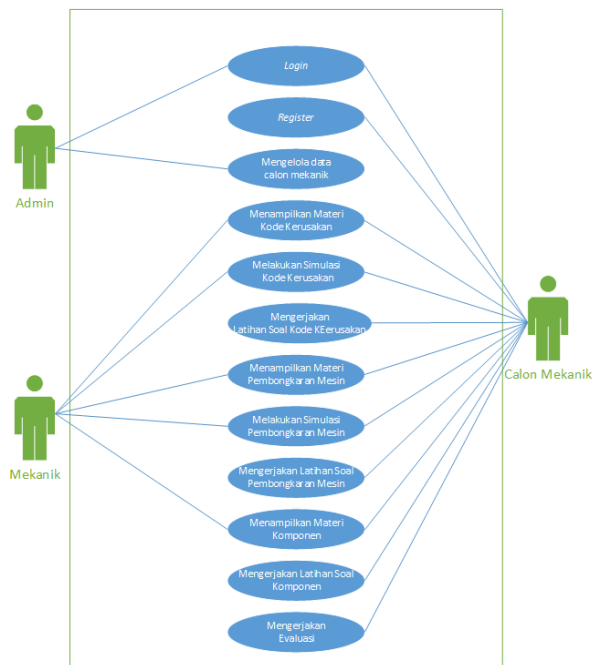 Login
Register
Mengelola data
calon mekanik
Admin
Menampilkan Materi
Kode Kerusakan
Melakukan Simulasi
Kode Kerusakan
Mengerjakan
Latihan Soal Kode KEerusakan
Calon Mekanik
Menampilkan Materi
Pembongkaran Mesin
Melakukan Simulasi
Pembongkaran Mesin
Mekanik
Mengerjakan Latihan Soal
Pembongkaran Mesin
Menampilkan Materi
Komponen
Mengerjakan Latihan Soal
Komponen
Mengerjakan
Evaluasi